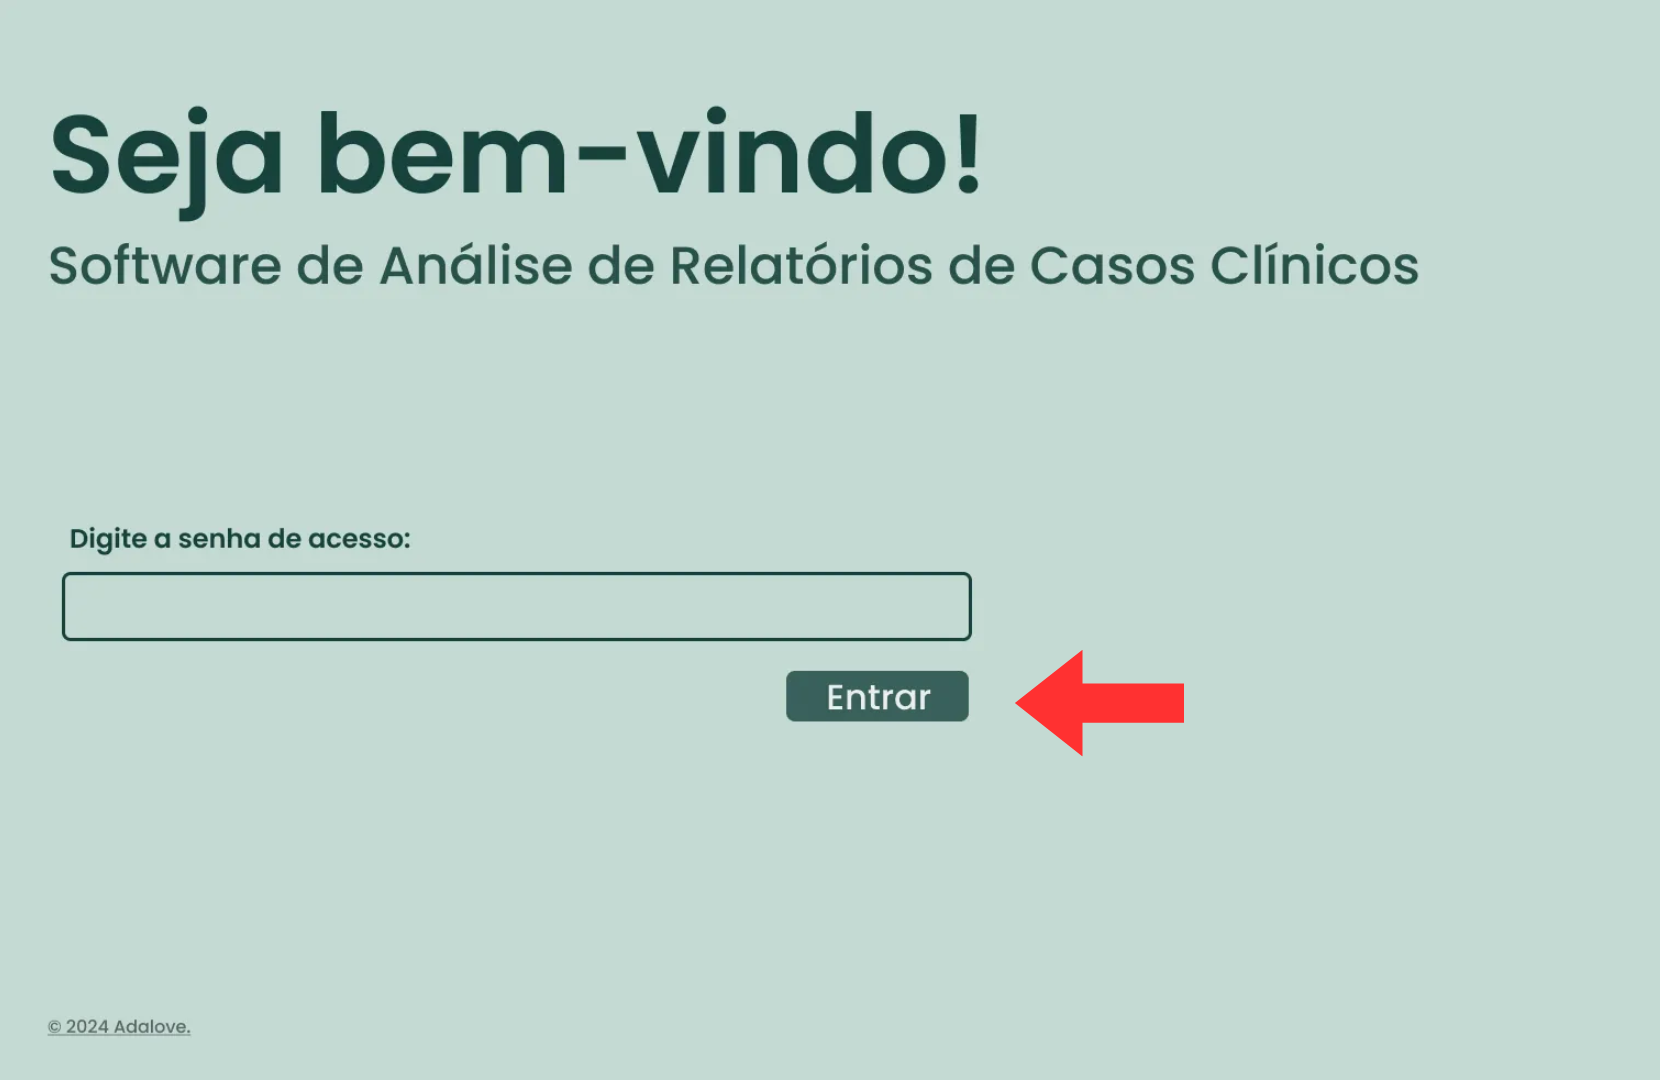 Seja bem-vindo!
Software de Análise de Relatórios de Casos Clínicos
Digite a senha de acesso:
Entrar
© 2024 Adalove.